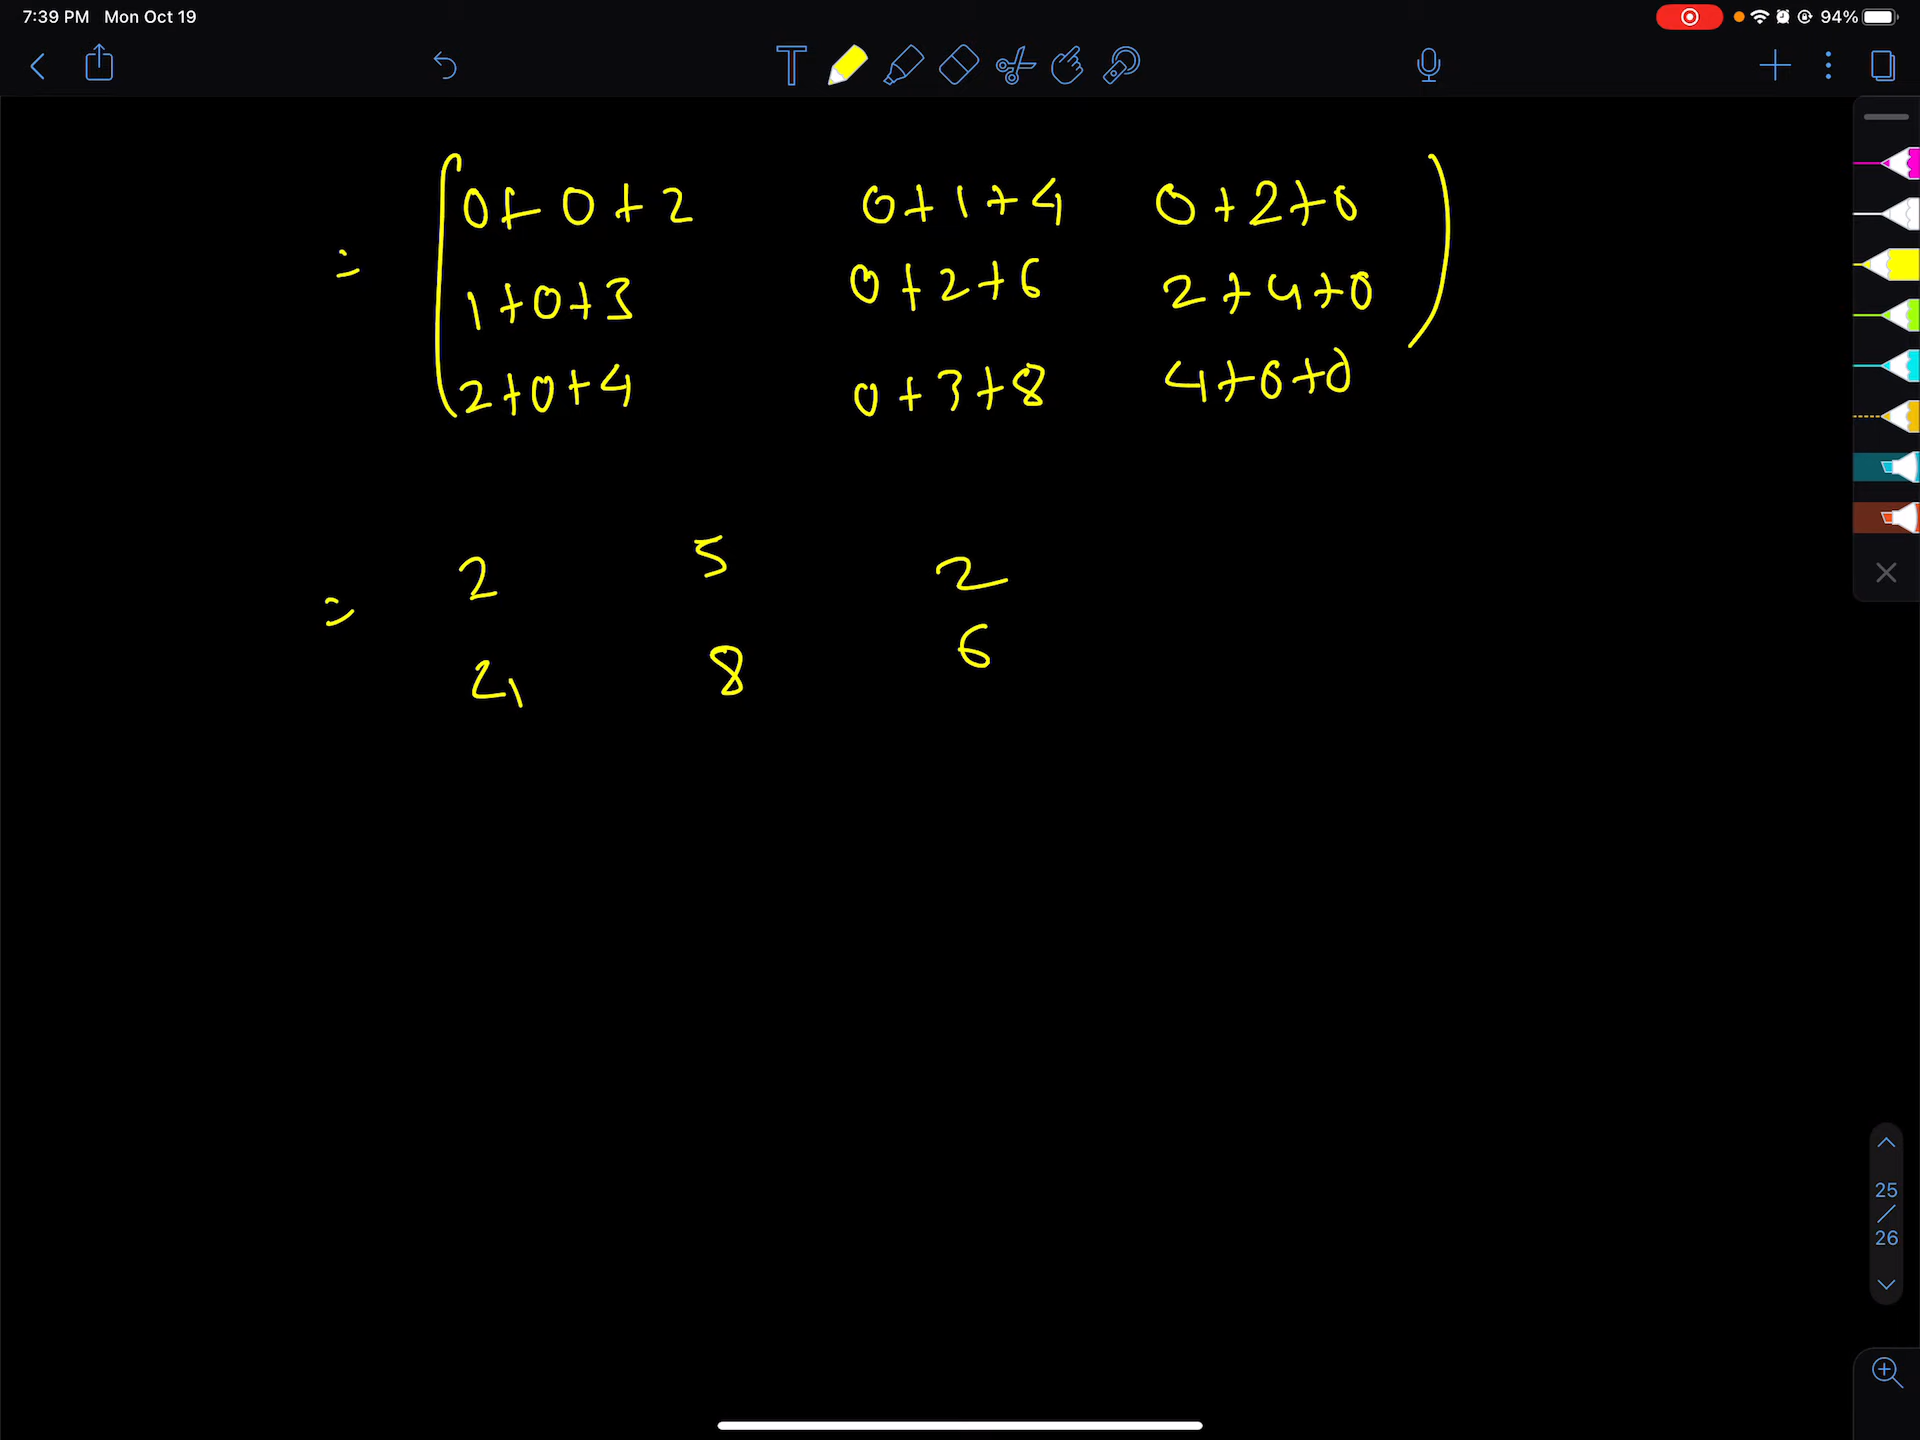 7:39 PM Mon Oct 19 94%
T
= 0+0+2 0+1+4 0+2+0
1+0+3 0+2+6 2+4+0
2+0+4 0+3+8 4+6+0
= 2 5 2
4 8 6
25
/
26